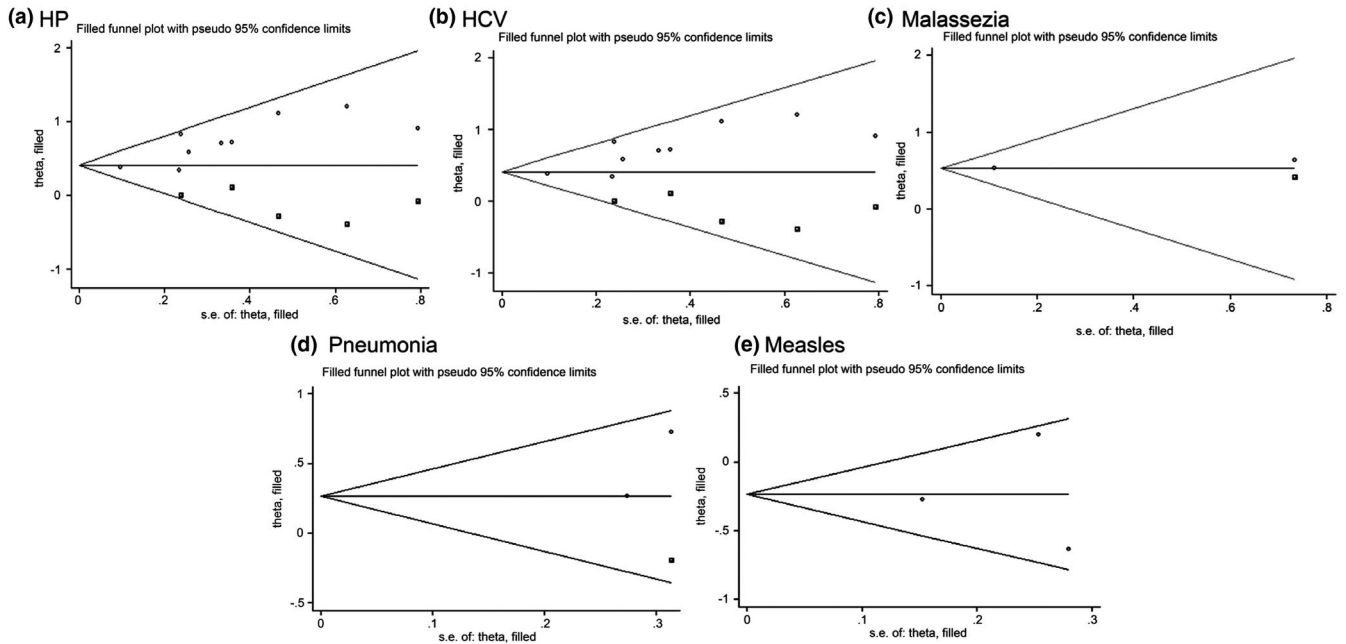 (a) HP
Filled funnel plot with pseudo 95% confidence limits
theta, filled
2
1
0
-1
0
.2
.4
.6
.8
s.e. of: theta, filled
(b) HCV
Filled funnel plot with pseudo 95% confidence limits
theta, filled
2
1
0
-1
0
.2
.4
.6
.8
s.e. of: theta, filled
(c) Malassezia
Filled funnel plot with pseudo 95% confidence limits
theta, filled
2
1
0
-1
0
.2
.4
.6
.8
s.e. of: theta, filled
(d) Pneumonia
Filled funnel plot with pseudo 95% confidence limits
theta, filled
1
.5
0
-.5
0
.1
.2
.3
s.e. of: theta, filled
(e) Measles
Filled funnel plot with pseudo 95% confidence limits
theta, filled
.5
0
-.5
-1
0
.1
.2
.3
s.e. of: theta, filled